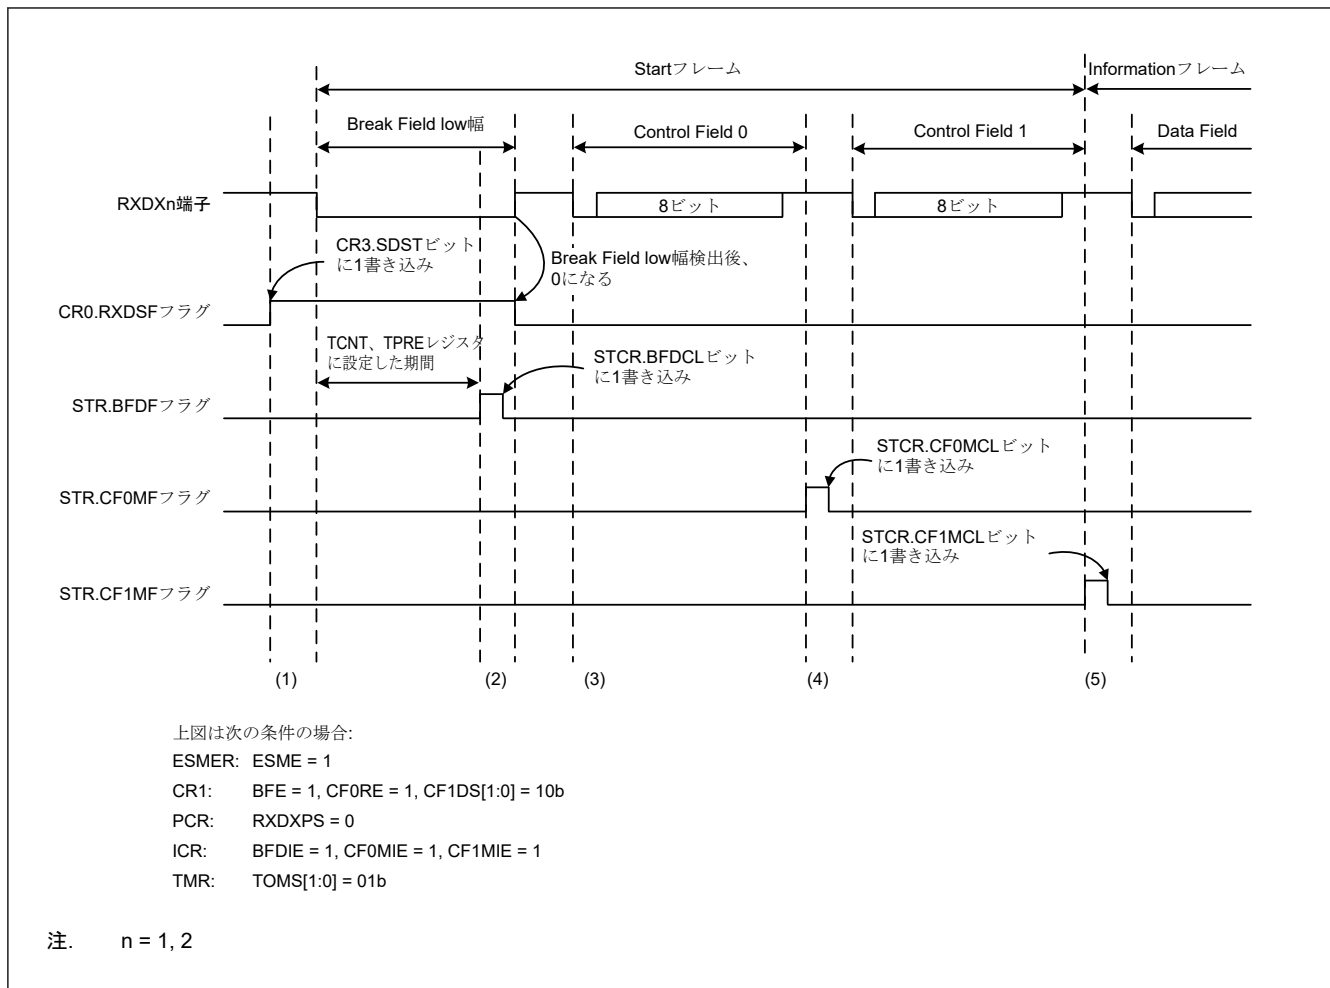 Startフレーム
Informationフレーム
Break Field low幅
Control Field 0
Control Field 1
Data Field
RXDXn端子
8ビット
8ビット
CR3.SDSTビット
に1書き込み
Break Field low幅検出後、
0になる
CR0.RXDSFフラグ
TCNT、TPREレジスタ
に設定した期間
STCR.BFDCLビット
に1書き込み
STR.BFDFフラグ
STCR.CF0MCLビット
に1書き込み
STR.CF0MFフラグ
STCR.CF1MCLビット
に1書き込み
STR.CF1MFフラグ
(1)
(2)
(3)
(4)
(5)
上図は次の条件の場合:
ESMER: ESME = 1
CR1: BFE = 1, CF0RE = 1, CF1DS[1:0] = 10b
PCR: RXDXPS = 0
ICR: BFDIE = 1, CF0MIE = 1, CF1MIE = 1
TMR: TOMS[1:0] = 01b
注. n = 1, 2